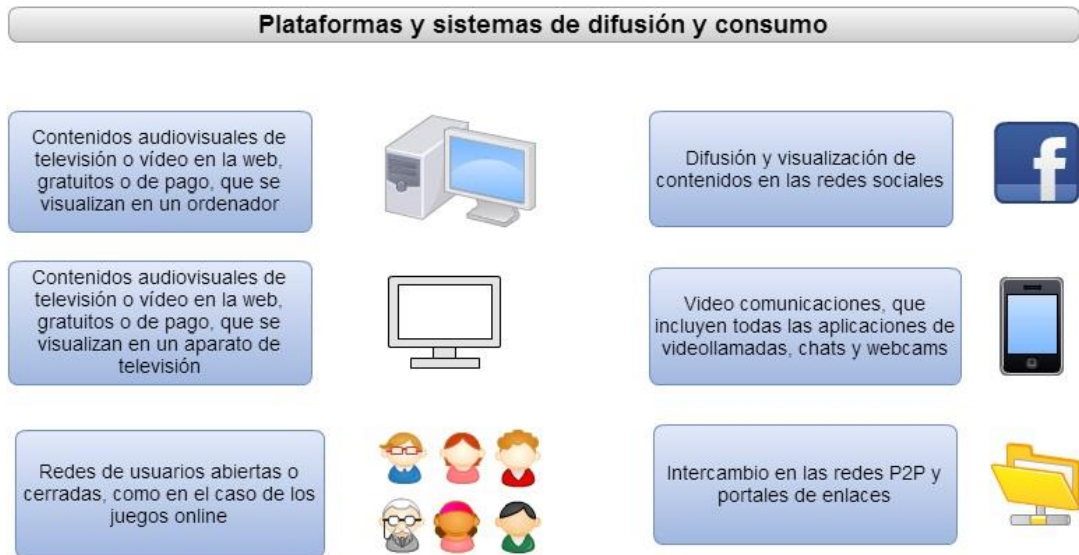 Plataformas y sistemas de difusión y consumo
Contenidos audiovisuales de
televisión o vídeo en la web,
gratuitos o de pago, que se
visualizan en un ordenador
Difusión y visualización de
contenidos en las redes sociales
f
Contenidos audiovisuales de
televisión o vídeo en la web,
gratuitos o de pago, que se
visualizan en un aparato de
televisión
Video comunicaciones, que
incluyen todas las aplicaciones de
videollamadas, chats y webcams
Redes de usuarios abiertas o
cerradas, como en el caso de los
juegos online
Intercambio en las redes P2P y
portales de enlaces